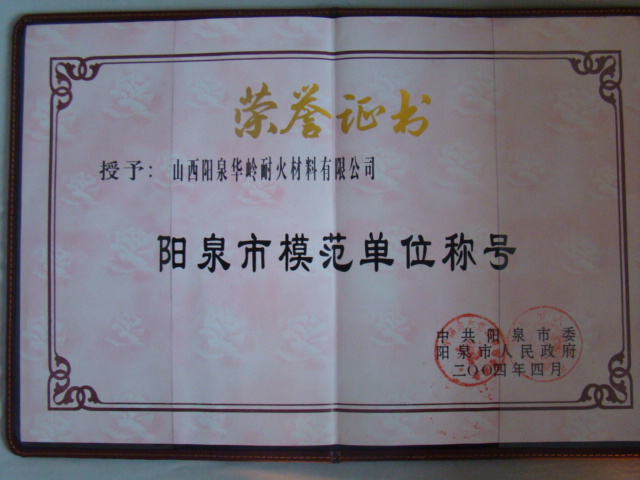 荣誉证书
授予：山西阳泉华岭耐火材料有限公司
阳泉市模范单位称号
中共阳泉市委
阳泉市人民政府
二〇〇四年四月